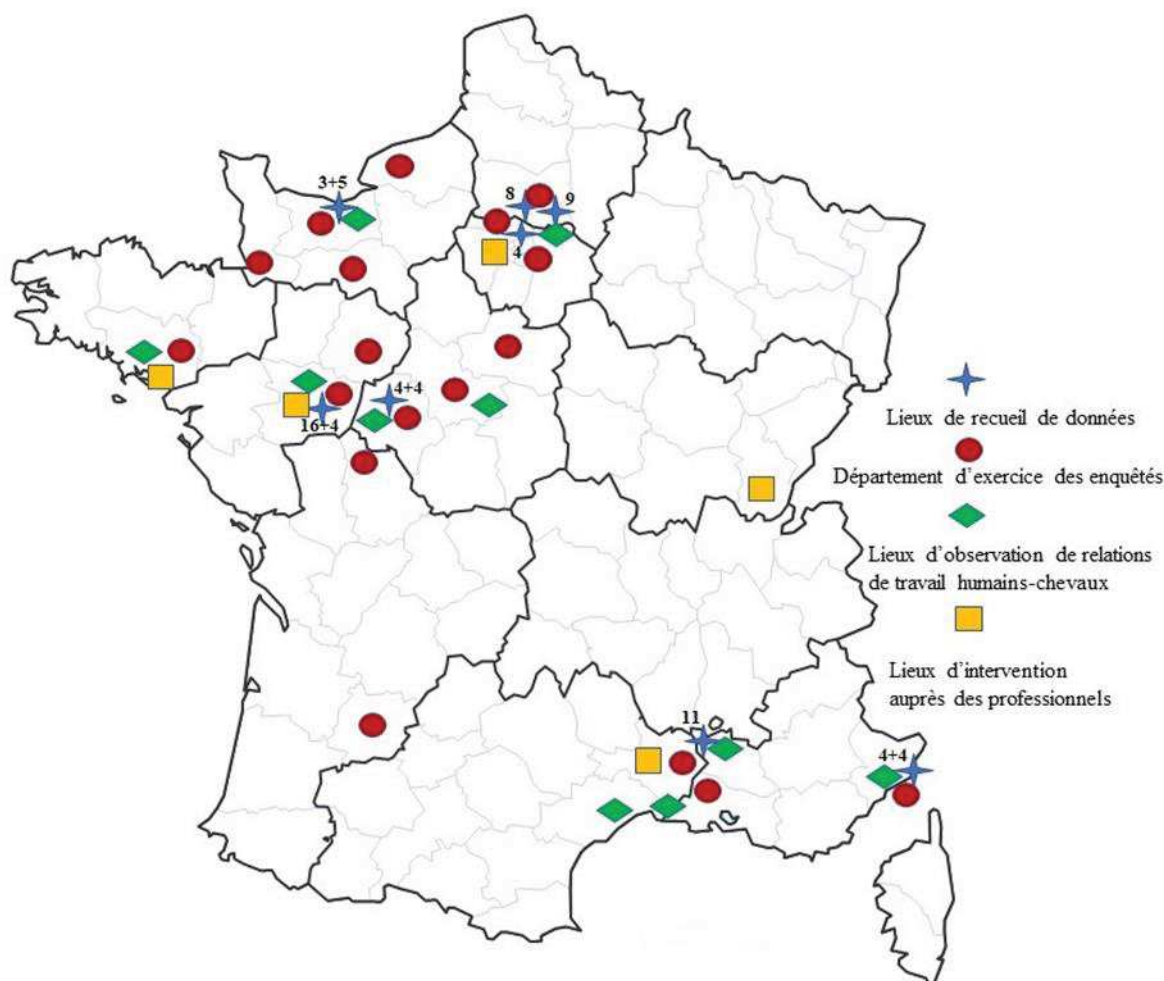 3+5
8
9
4
4+4
16+4
11
4+4
Lieux de recueil de données
Département d'exercice des enquêtés
Lieux d'observation de relations
de travail humains-chevaux
Lieux d'intervention
auprès des professionnels